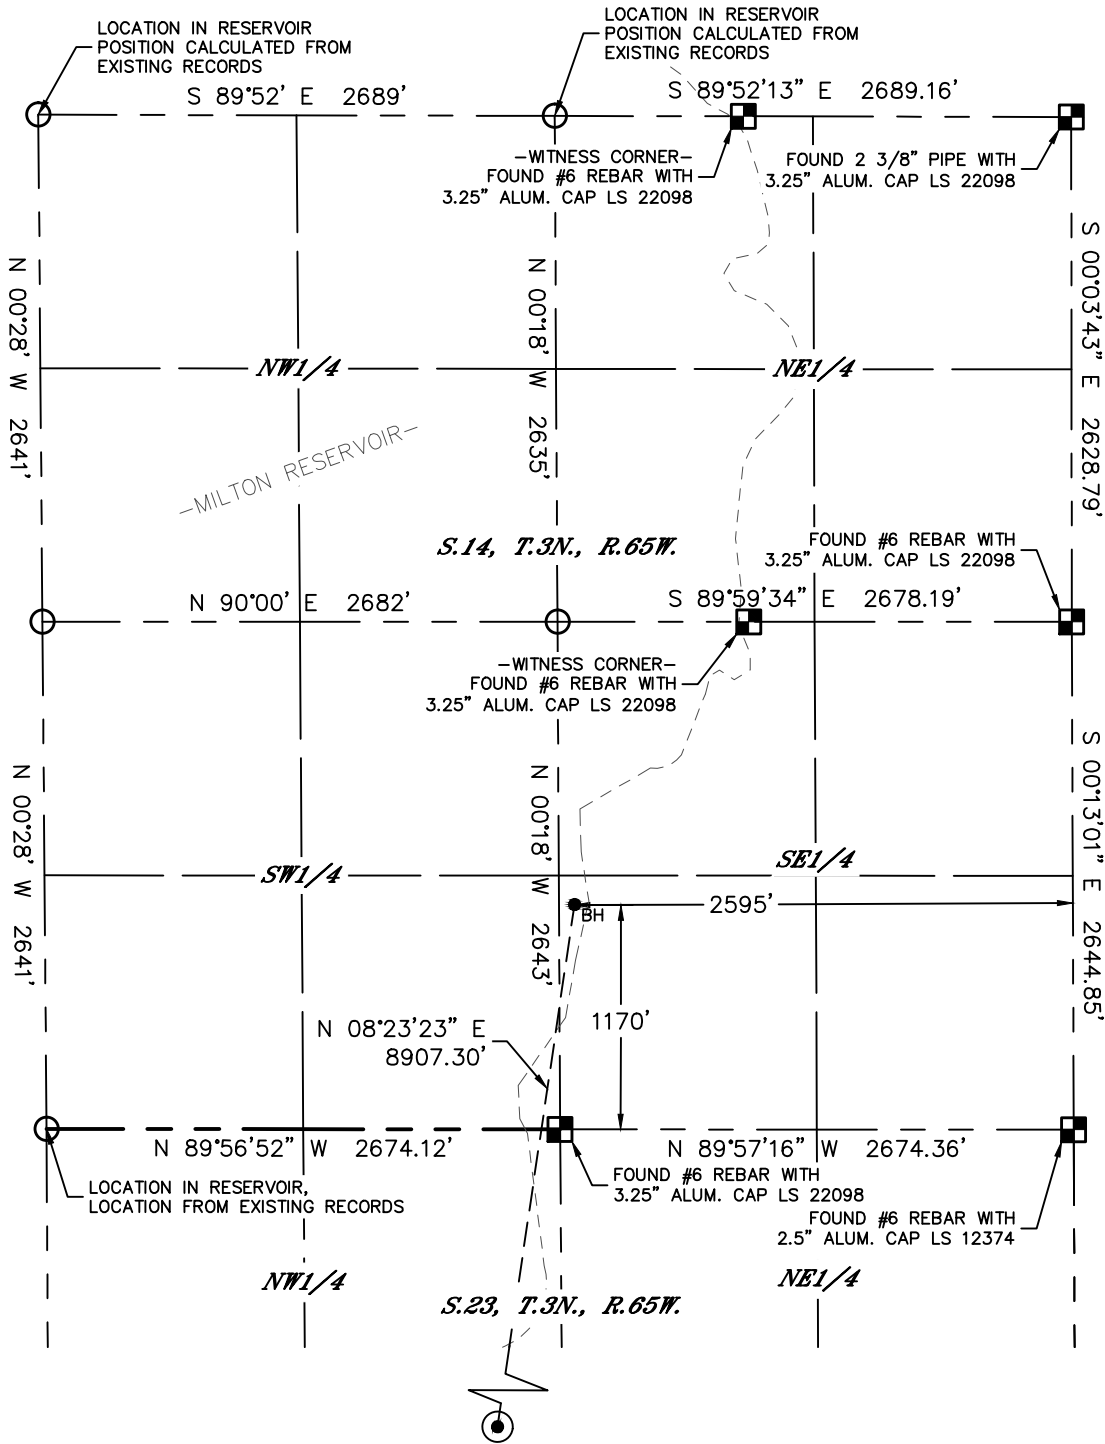 LOCATION IN RESERVOIR
POSITION CALCULATED FROM
EXISTING RECORDS
LOCATION IN RESERVOIR
POSITION CALCULATED FROM
EXISTING RECORDS
S 89°52' E 2689'
S 89°52'13" E 2689.16'
-WITNESS CORNER-
FOUND #6 REBAR WITH
3.25" ALUM. CAP LS 22098
FOUND 2 3/8" PIPE WITH
3.25" ALUM. CAP LS 22098
N 00°28' W 2641'
N 00°18' W 2635'
S 00°03'43" E 2628.79'
NW1/4
NE1/4
-MILTON RESERVOIR-
S.14, T.3N., R.65W.
FOUND #6 REBAR WITH
3.25" ALUM. CAP LS 22098
N 90°00' E 2682'
S 89°59'34" E 2678.19'
-WITNESS CORNER-
FOUND #6 REBAR WITH
3.25" ALUM. CAP LS 22098
N 00°28' W 2641'
N 00°18' W 2643'
S 00°13'01" E 2644.85'
SW1/4
SE1/4
BH
2595'
1170'
N 08°23'23" E
8907.30'
N 89°56'52" W 2674.12'
N 89°57'16" W 2674.36'
FOUND #6 REBAR WITH
3.25" ALUM. CAP LS 22098
LOCATION IN RESERVOIR,
LOCATION FROM EXISTING RECORDS
FOUND #6 REBAR WITH
2.5" ALUM. CAP LS 12374
NW1/4
NE1/4
S.23, T.3N., R.65W.